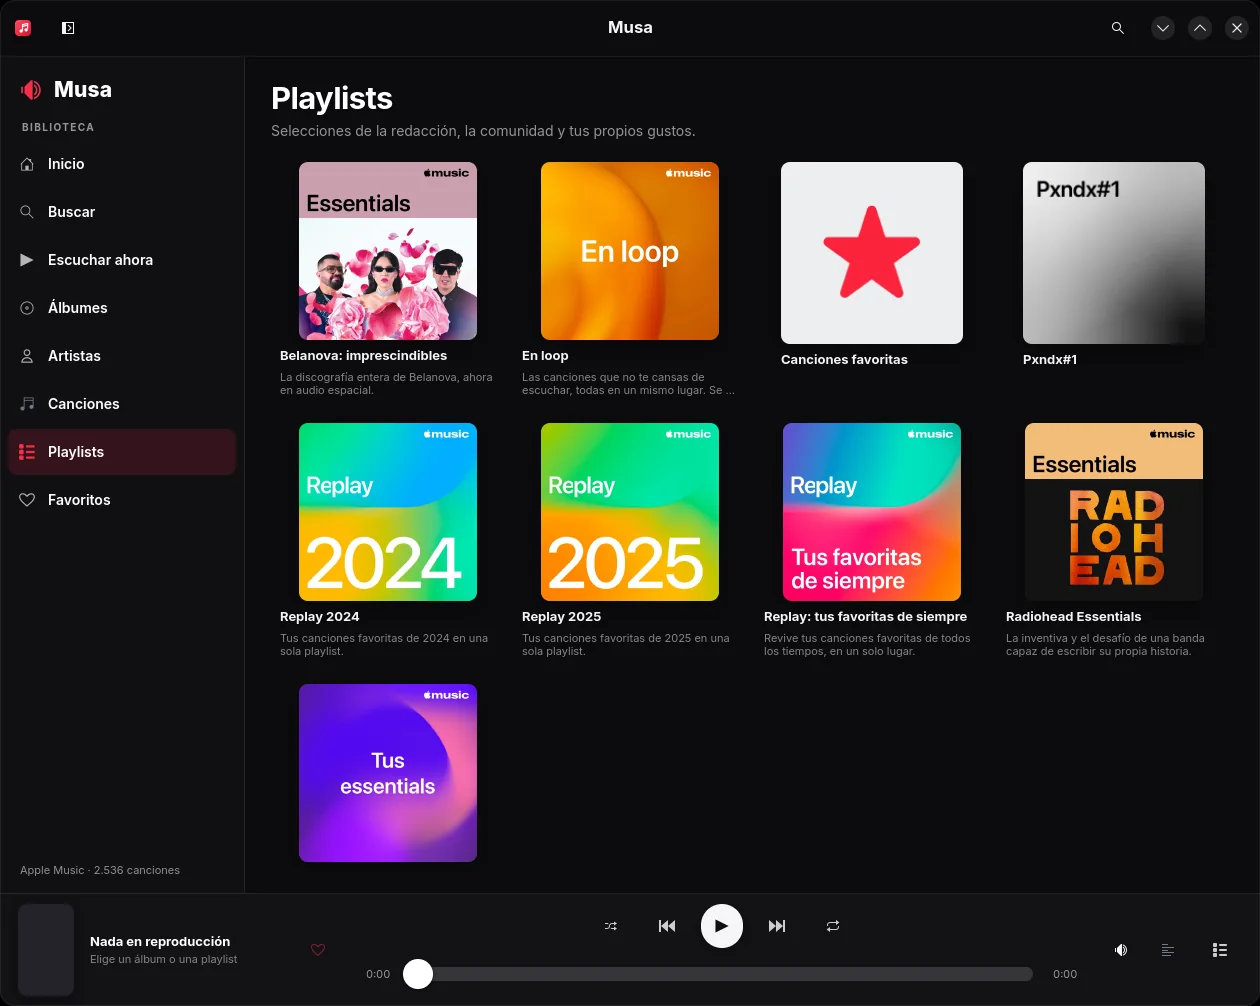 Musa
Musa
BIBLIOTECA
Inicio
Buscar
Escuchar ahora
Álbumes
Artistas
Canciones
Playlists
Favoritos
Apple Music · 2.536 canciones
Playlists
Selecciones de la redacción, la comunidad y tus propios gustos.
music
Essentials
Belanova: imprescindibles
La discografía entera de Belanova, ahora
en audio espacial.
music
En loop
En loop
Las canciones que no te cansas de
escuchar, todas en un mismo lugar. Se ...
Canciones favoritas
Pxndx#1
Pxndx#1
music
Replay
2024
Replay 2024
Tus canciones favoritas de 2024 en una
sola playlist.
music
Replay
2025
Replay 2025
Tus canciones favoritas de 2025 en una
sola playlist.
music
Replay
Tus favoritas
de siempre
Replay: tus favoritas de siempre
Revive tus canciones favoritas de todos
los tiempos, en un solo lugar.
music
Essentials
RAD
IOH
EAD
Radiohead Essentials
La inventiva y el desafío de una banda
capaz de escribir su propia historia.
music
Tus
essentials
Nada en reproducción
Elige un álbum o una playlist
0:00
0:00